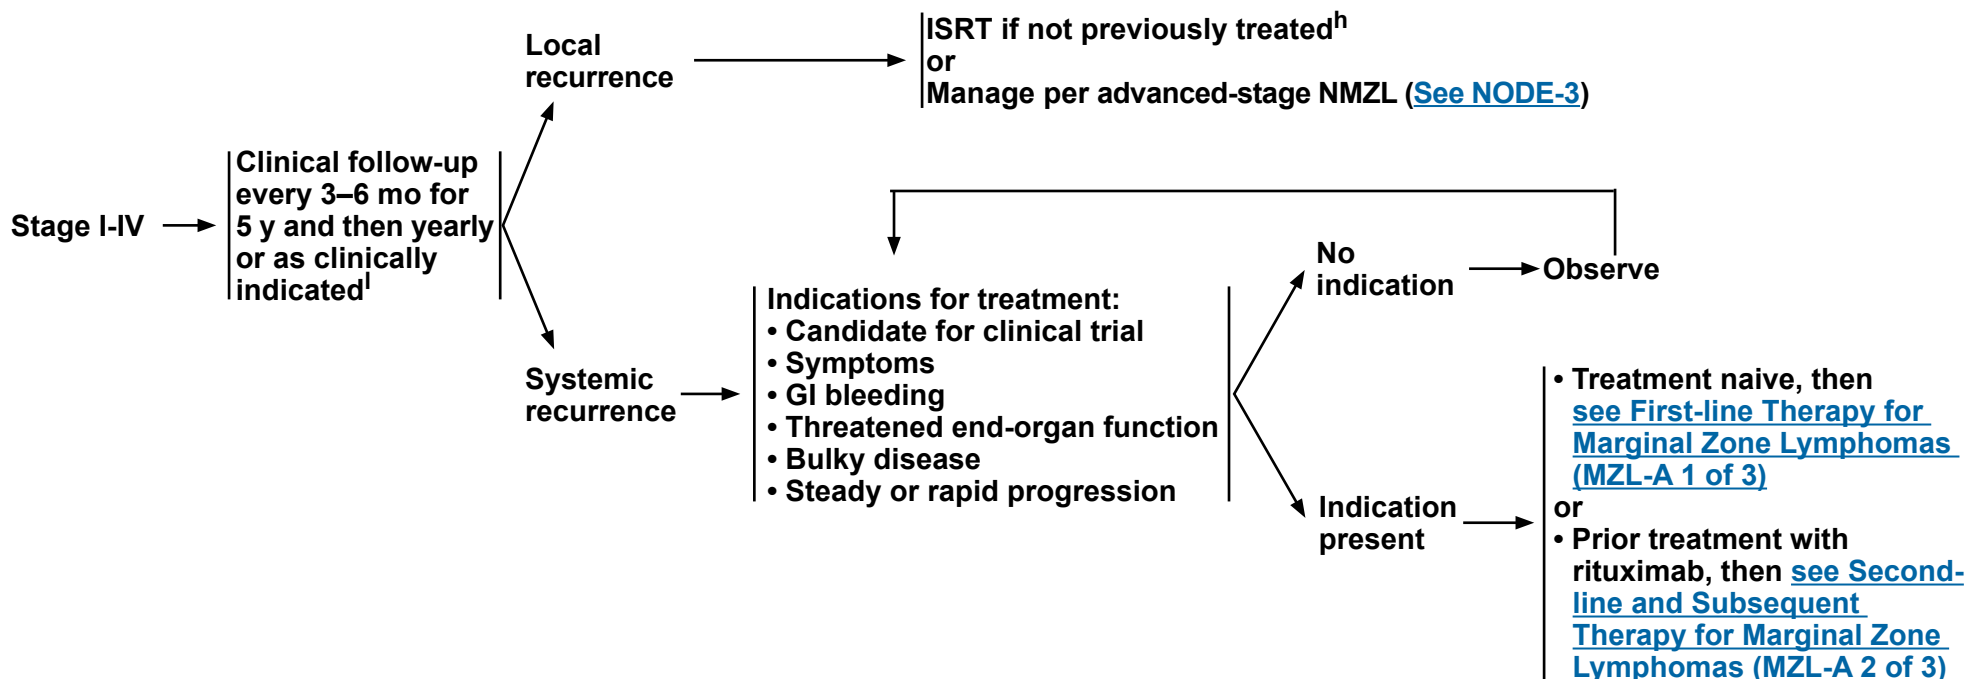 Stage I-IV
Clinical follow-up
every 3–6 mo for
5 y and then yearly
or as clinically
indicatedl
Local
recurrence
ISRT if not previously treatedh
or
Manage per advanced-stage NMZL (See NODE-3)
Systemic
recurrence
Indications for treatment:
• Candidate for clinical trial
• Symptoms
• GI bleeding
• Threatened end-organ function
• Bulky disease
• Steady or rapid progression
No
indication
Observe
Indication
present
• Treatment naive, then
see First-line Therapy for
Marginal Zone Lymphomas
(MZL-A 1 of 3)
or
• Prior treatment with
rituximab, then see Second-
line and Subsequent
Therapy for Marginal Zone
Lymphomas (MZL-A 2 of 3)